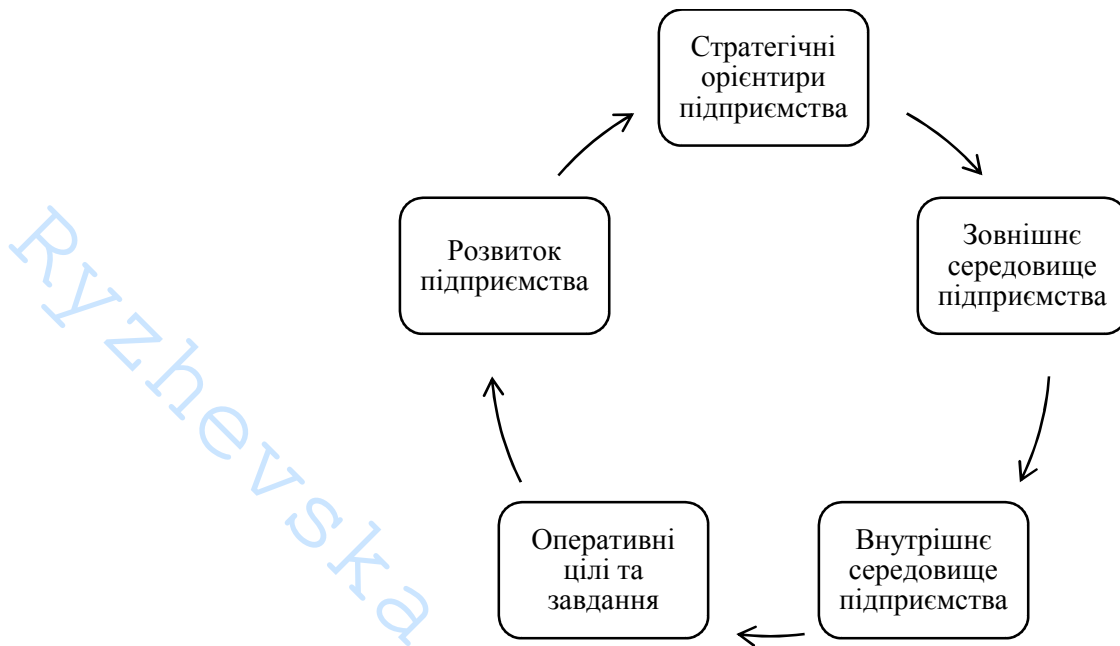 Стратегічні
орієнтири
підприємства
Зовнішнє
середовище
підприємства
Внутрішнє
середовище
підприємства
Оперативні
цілі та
завдання
Розвиток
підприємства
Ryzhevska